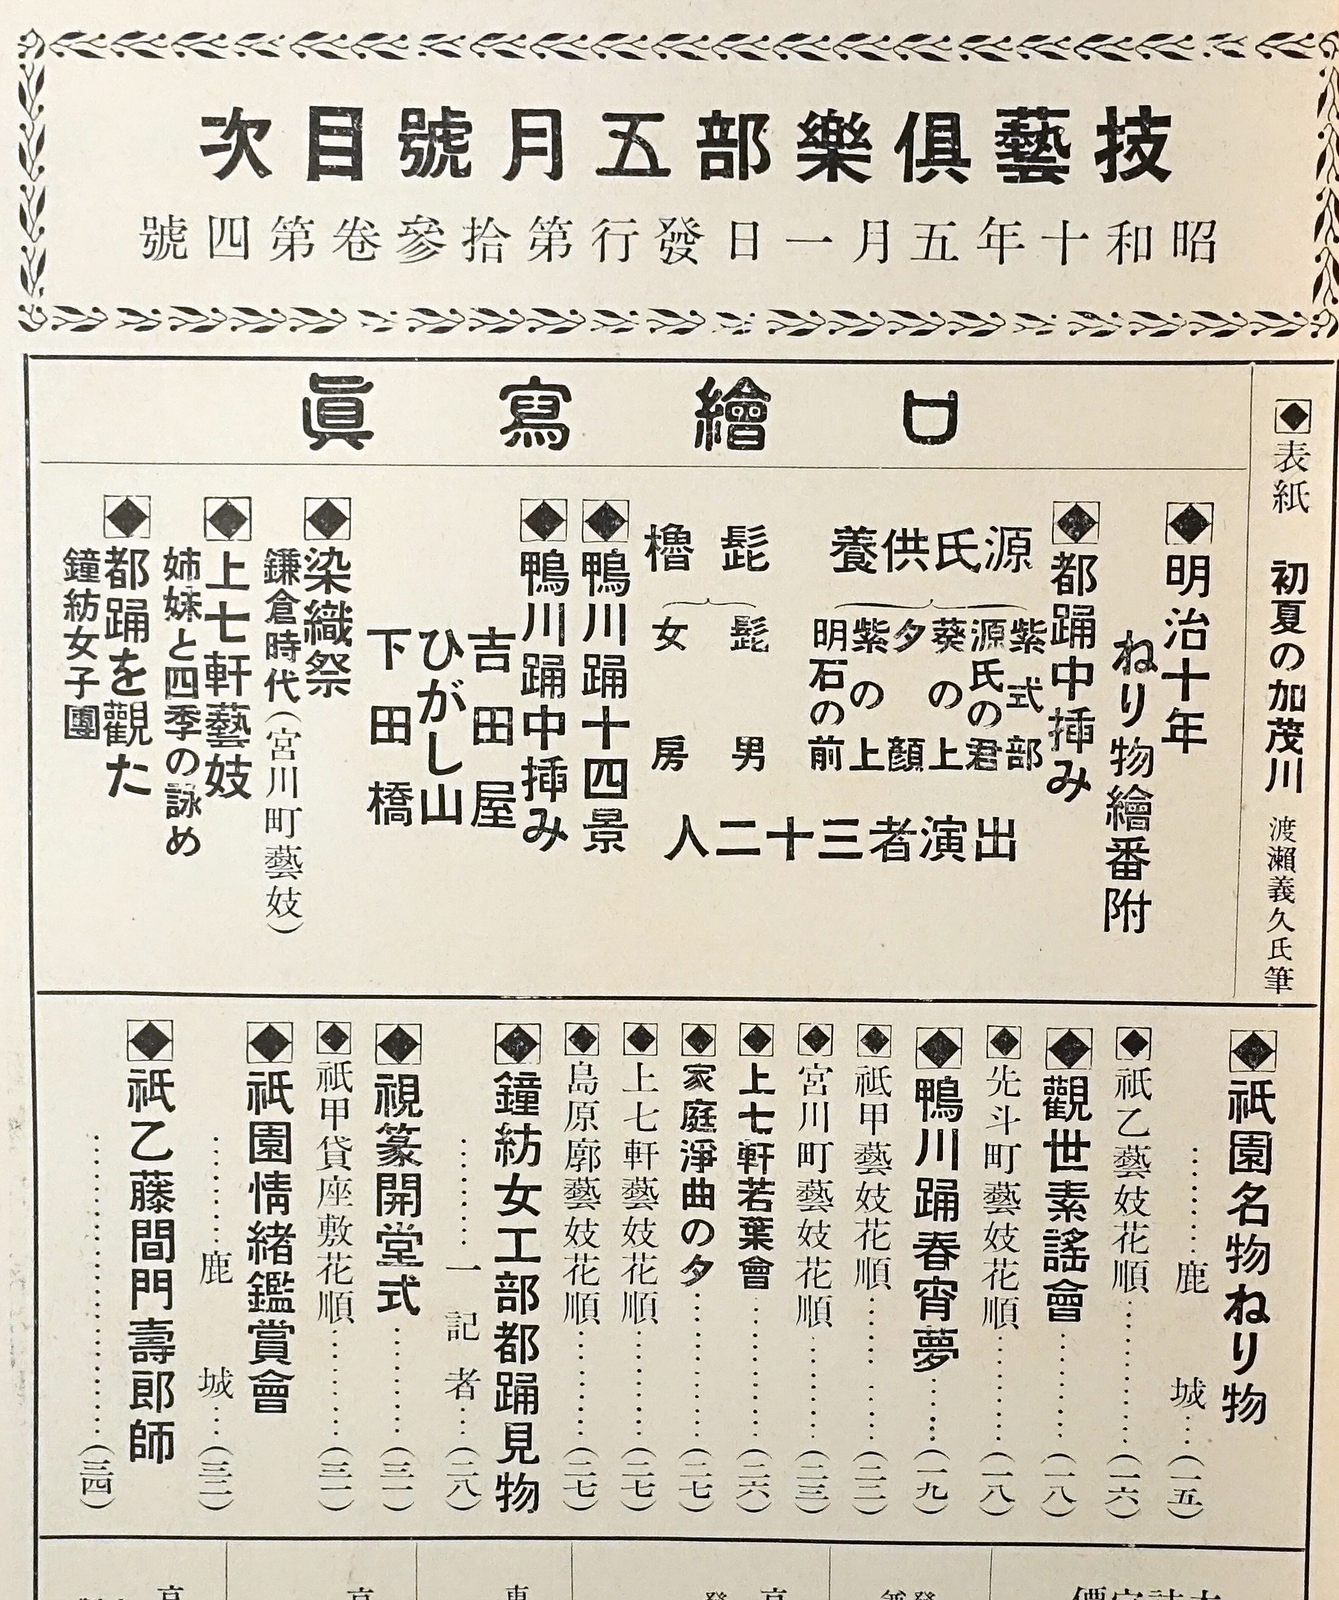 技藝俱樂部五月號目次
昭和十年五月一日發行第拾參卷第四號
表紙　初夏の加茂川　渡瀨義久氏筆
口繪寫眞
明治十年
ねり物繪番附
都踊中挿み
源氏供養
紫式部
源氏の君
葵の上
夕顏
紫の上
明石の前
髭櫓
髭男
女房
出演者三十二人
鴨川踊十四景
鴨川踊中挿み
吉田屋
ひがし山
下田橋
染織祭
鎌倉時代（宮川町藝妓）
上七軒藝妓
姉妹と四季の詠め
都踊を觀た
鐘紡女子團
祇園名物ねり物
………鹿城…（一五）
祇乙藝妓花順………（一六）
觀世素謠會………（一八）
先斗町藝妓花順………（一八）
鴨川踊春宵夢………（一九）
祇甲藝妓花順………（二二）
宮川町藝妓花順………（二三）
上七軒若葉會………（二六）
家庭淨曲の夕………（二七）
上七軒藝妓花順………（二七）
島原廓藝妓花順………（二七）
鐘紡女工部都踊見物
………一記者…（二八）
視篆開堂式………（三一）
祇甲貸座敷花順………（三一）
祇園情緖鑑賞會
………鹿城…（三二）
祇乙藤間門壽郎師
………（三四）